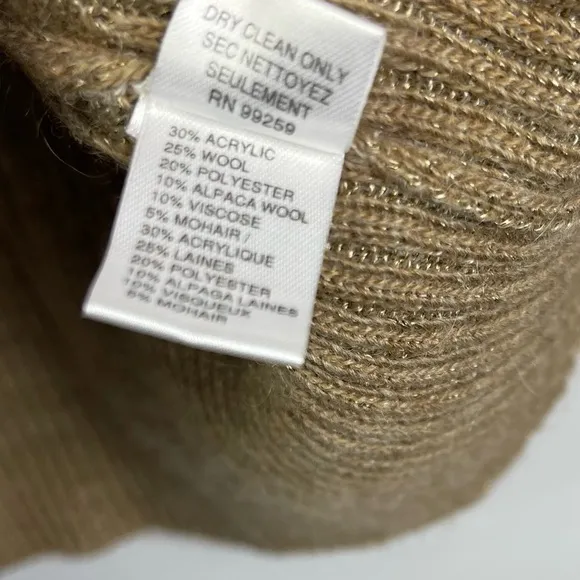 DRY CLEAN ONLY
SEC NETTOYEZ
SEULEMENT
RN 99259
30% ACRYLIC
25% WOOL
20% POLYESTER
10% ALPACA WOOL
10% VISCOSE
5% MOHAIR /
30% ACRYLIQUE
25% LAINES
20% POLYESTER
10% ALPAGA LAINES
10% VISQUEUX
5% MOHAIR